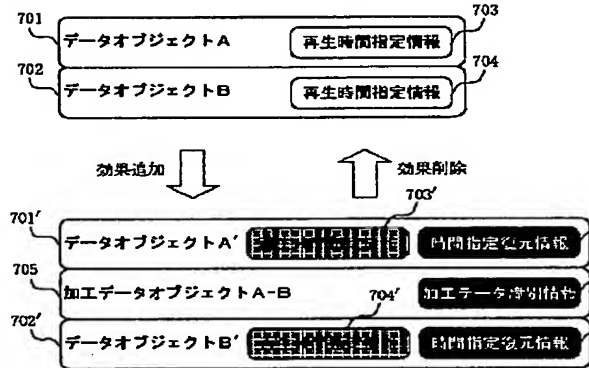 703
701 データオブジェクトA 再生時間指定情報
704
702 データオブジェクトB 再生時間指定情報
効果追加 効果削除
703′
701′ データオブジェクトA′ 時間指定復元情報
705 加工データオブジェクトA-B 加工データ
704′
702′ データオブジェクトB′ 時間指定復元情報